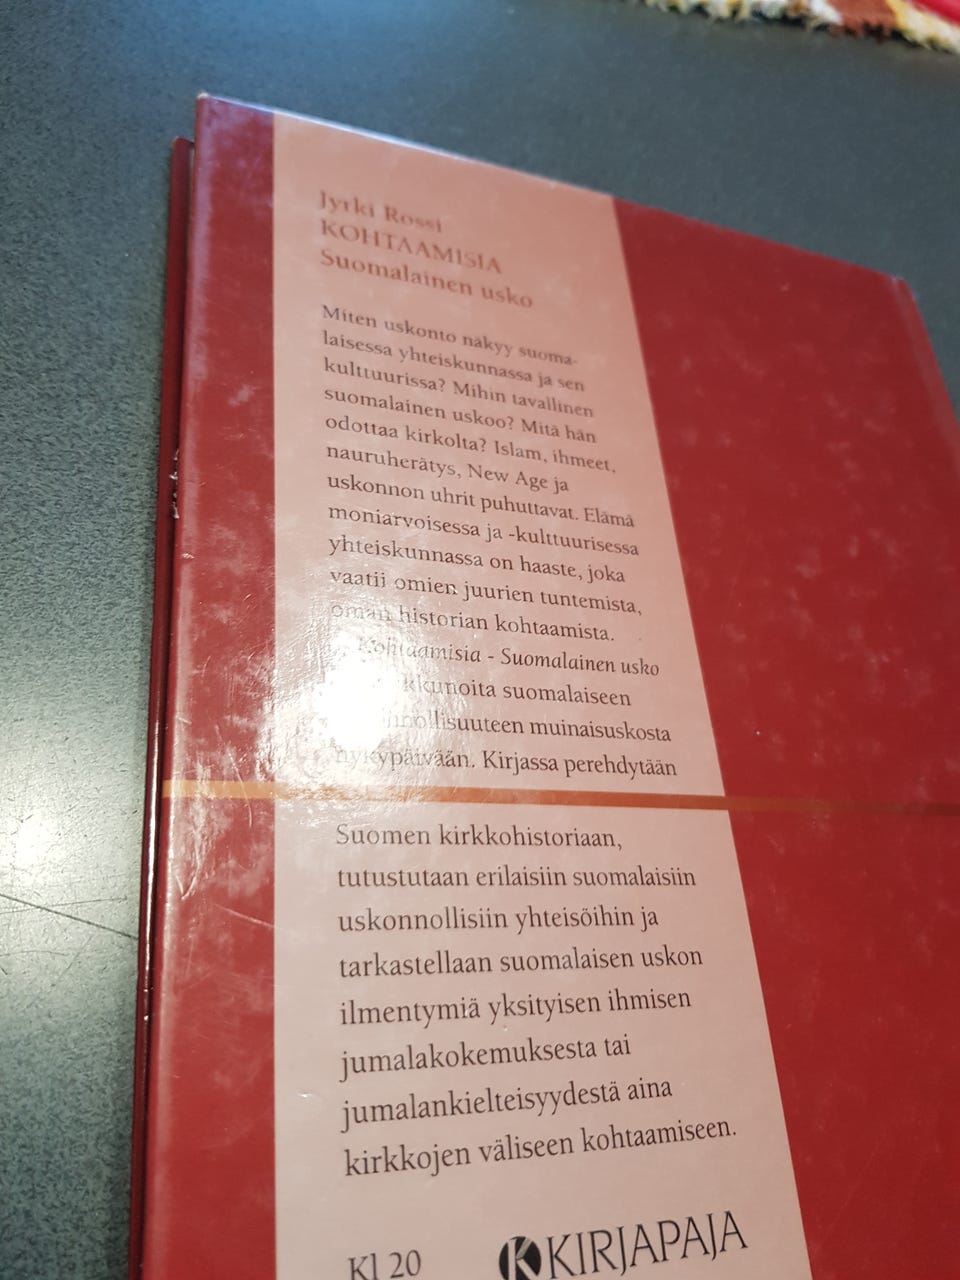 Jyrki Rossi
KOHTAAMISIA
Suomalainen usko
Miten uskonto näkyy suoma-
laisessa yhteiskunnassa ja sen
kulttuurissa? Mihin tavallinen
suomalainen uskoo? Mitä hän
odottaa kirkolta? Islam, ihmeet,
nauruherätys, New Age ja
uskonnon uhrit puhuttavat. Elämä
moniarvoisessa ja -kulttuurisessa
yhteiskunnassa on haaste, joka
vaatii omien juurien tuntemista,
oman historian kohtaamista.
Kohtaamisia - Suomalainen usko
suomalaiseen
muinaisuskosta
nykypäivään. Kirjassa perehdytään
Suomen kirkkohistoriaan,
tutustutaan erilaisiin suomalaisiin
uskonnollisiin yhteisöihin ja
tarkastellaan suomalaisen uskon
ilmentymiä yksityisen ihmisen
jumalakokemuksesta tai
jumalankielteisyydestä aina
kirkkojen väliseen kohtaamiseen.
Kl 20
KIRJAPAJA